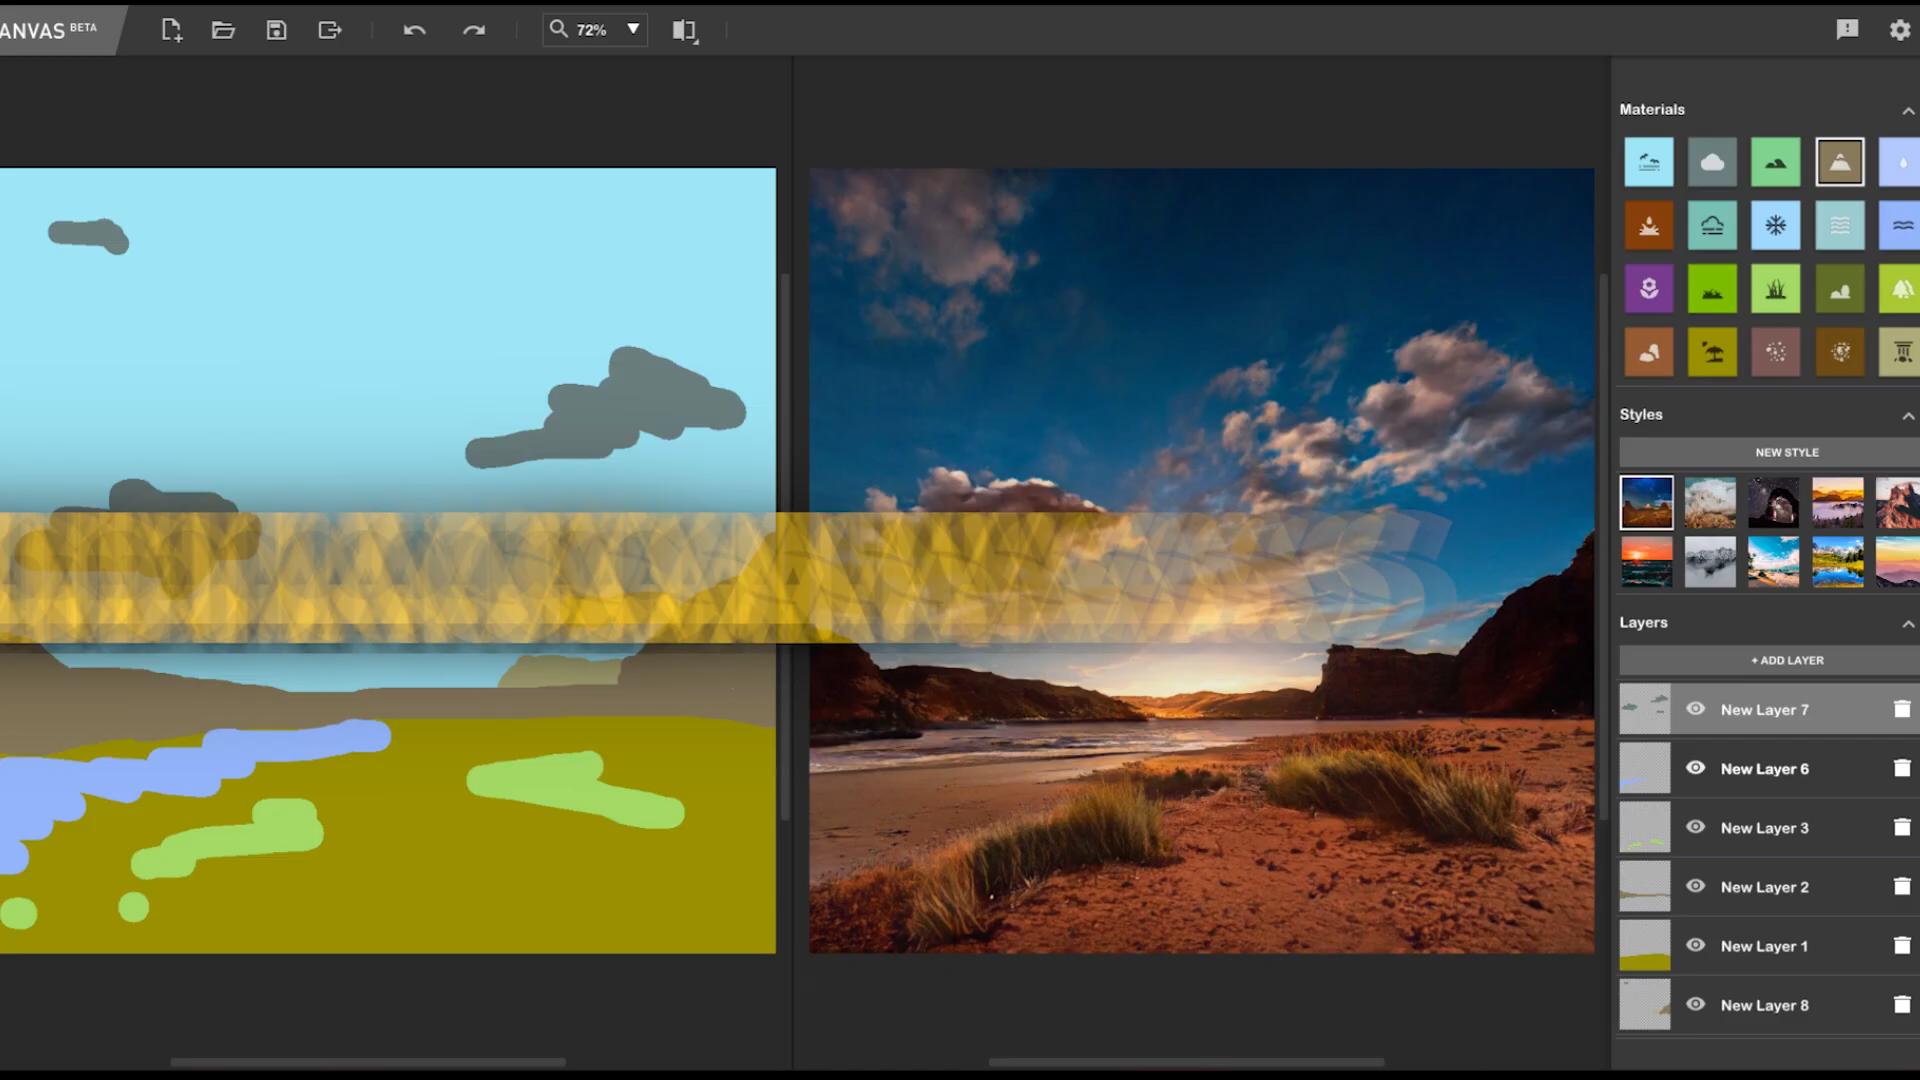 ANVAS BETA
72%
Materials
Styles
NEW STYLE
Layers
+ ADD LAYER
New Layer 7
New Layer 6
New Layer 3
New Layer 2
New Layer 1
New Layer 8